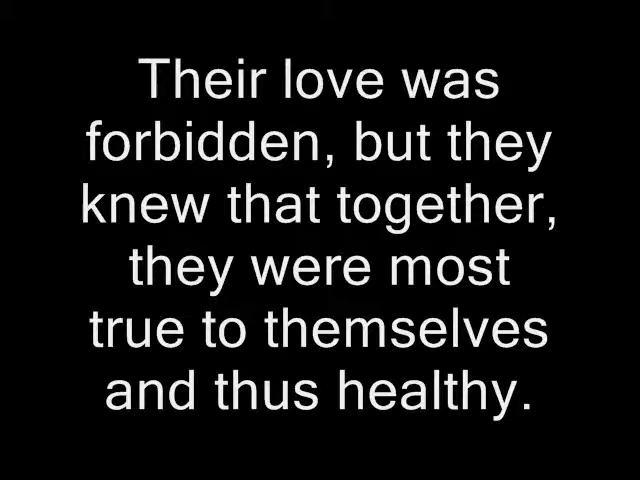 Their love was
forbidden, but they
knew that together,
they were most
true to themselves
and thus healthy.